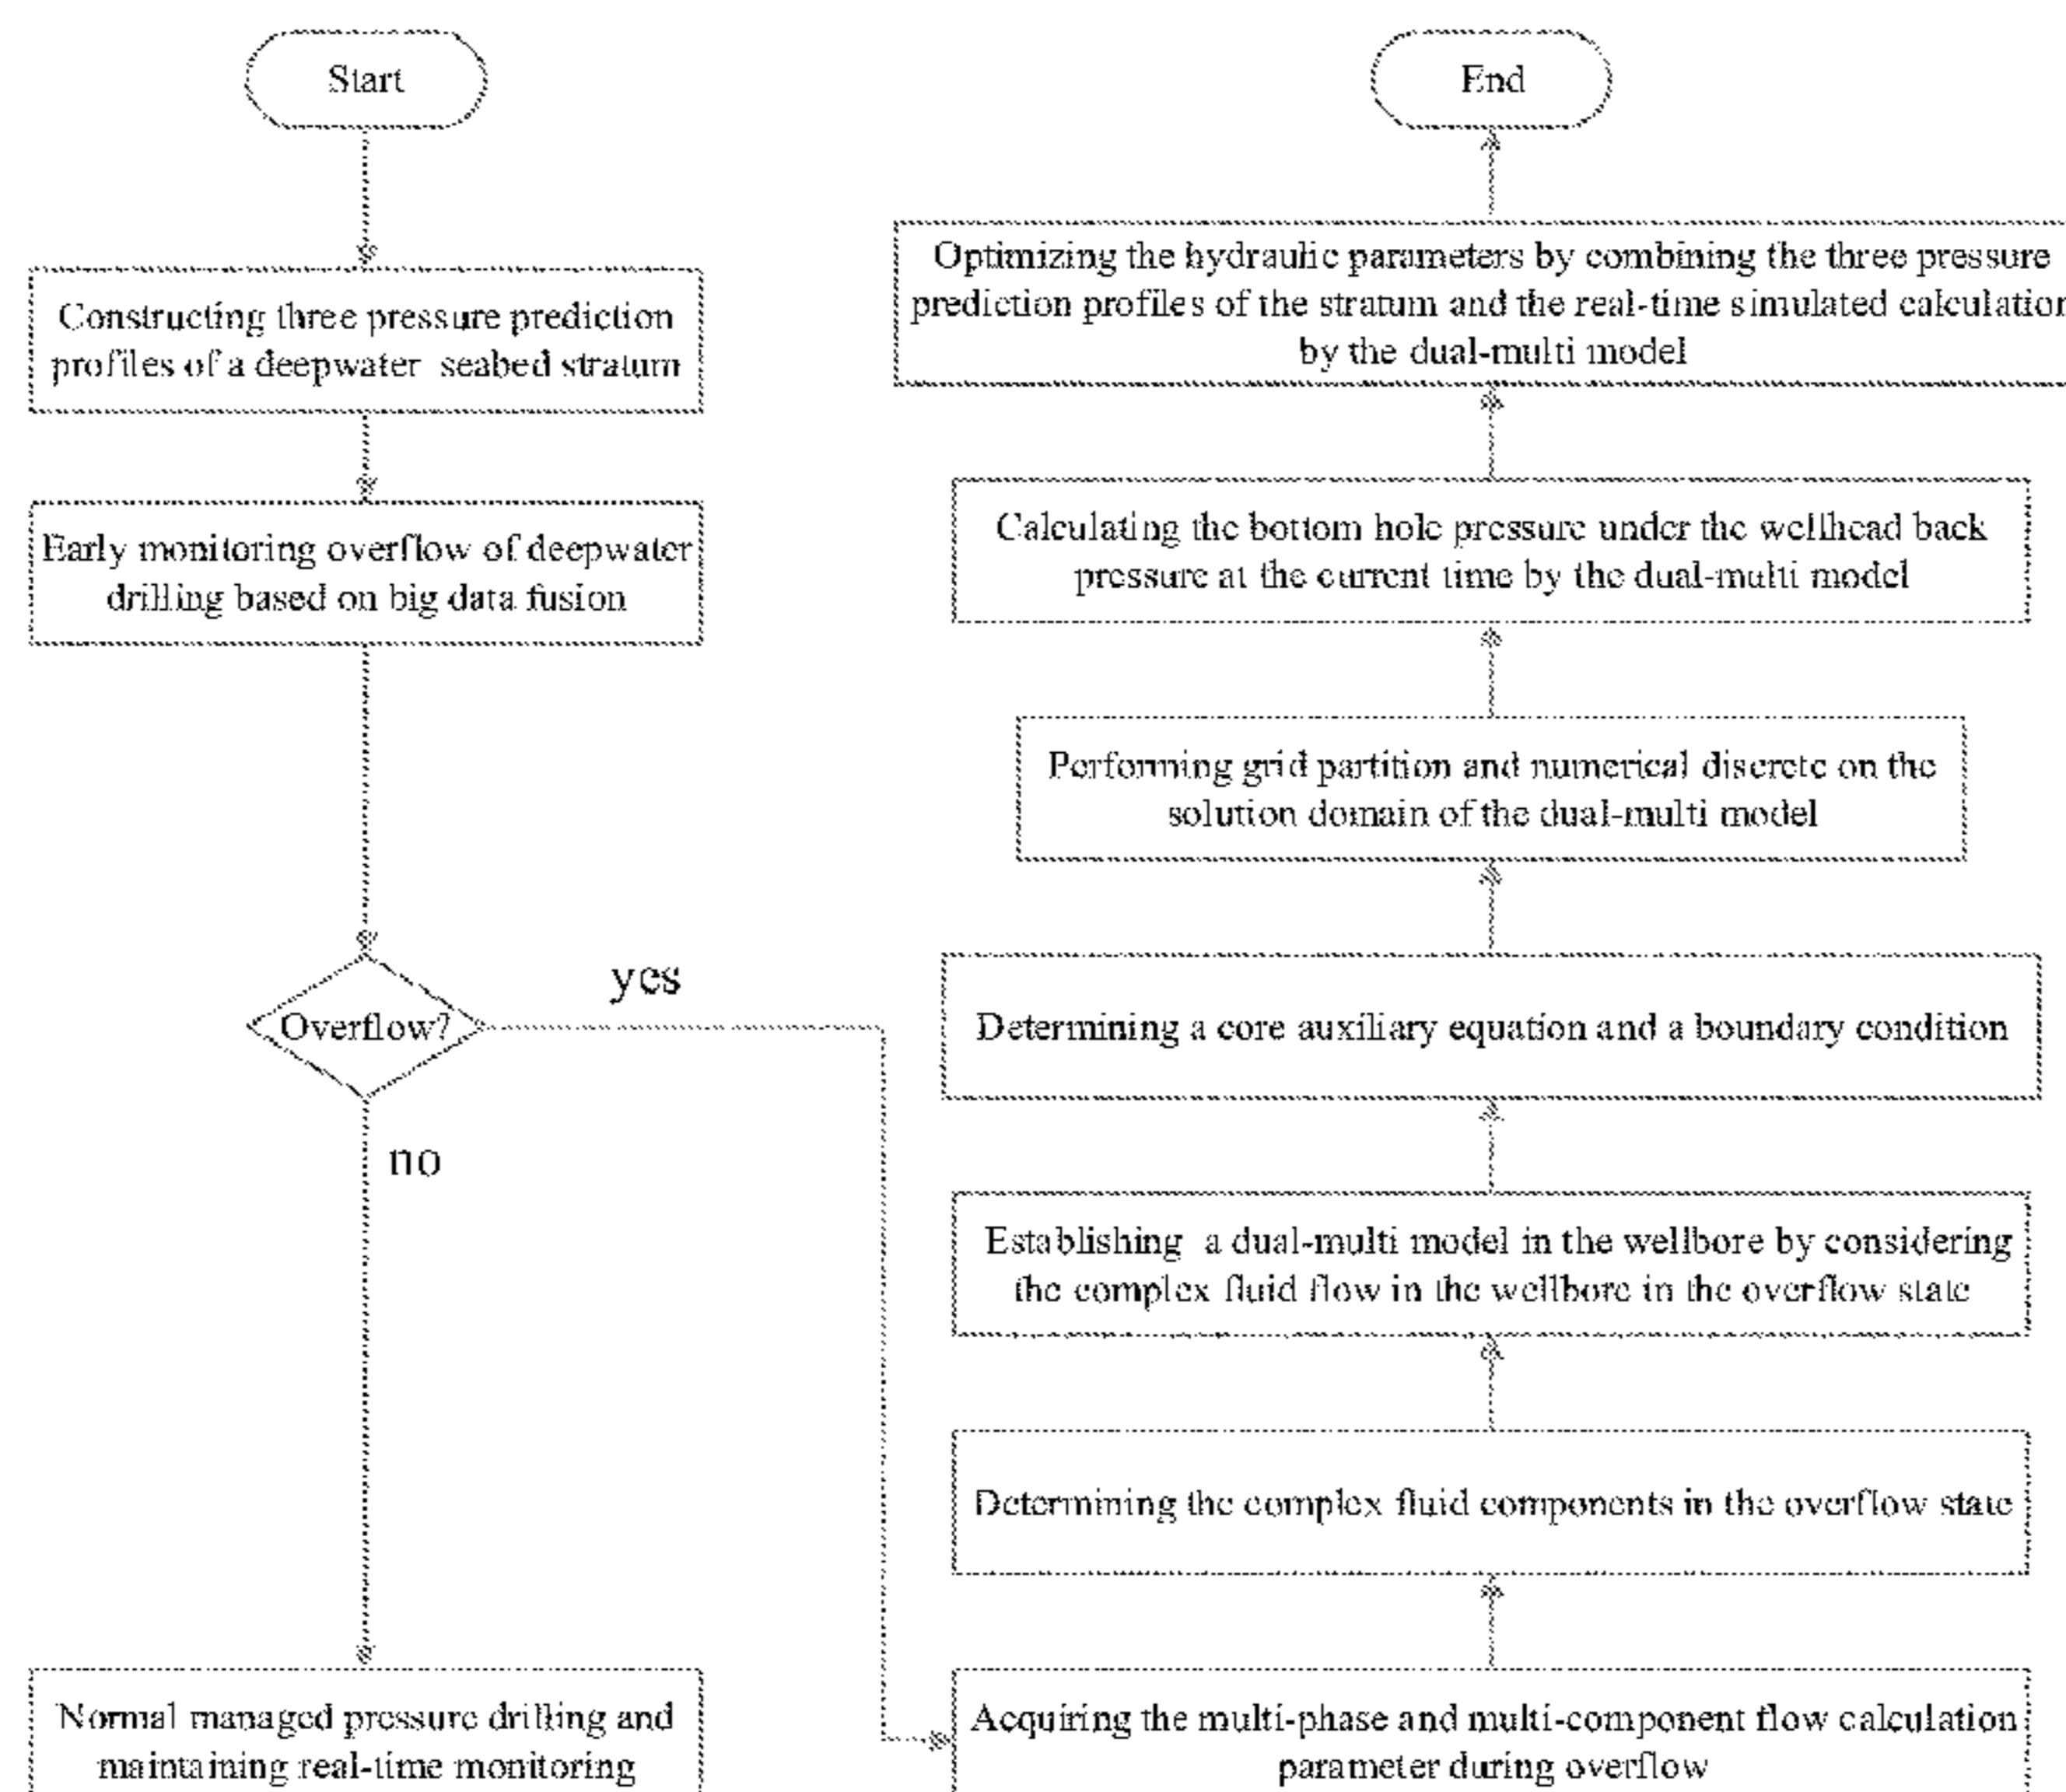 Start
Constructing three pressure prediction
profiles of a deepwater seabed stratum
Early monitoring overflow of deepwater
drilling based on big data fusion
Overflow?
yes
no
Normal managed pressure drilling and
maintaining real-time monitoring
End
Optimizing the hydraulic parameters by combining the three pressure
prediction profiles of the stratum and the real-time simulated calculation
by the dual-multi model
Calculating the bottom hole pressure under the wellhead back
pressure at the current time by the dual-multi model
Performing grid partition and numerical discrete on the
solution domain of the dual-multi model
Determining a core auxiliary equation and a boundary condition
Establishing a dual-multi model in the wellbore by considering
the complex fluid flow in the wellbore in the overflow state
Determining the complex fluid components in the overflow state
Acquiring the multi-phase and multi-component flow calculation
parameter during overflow